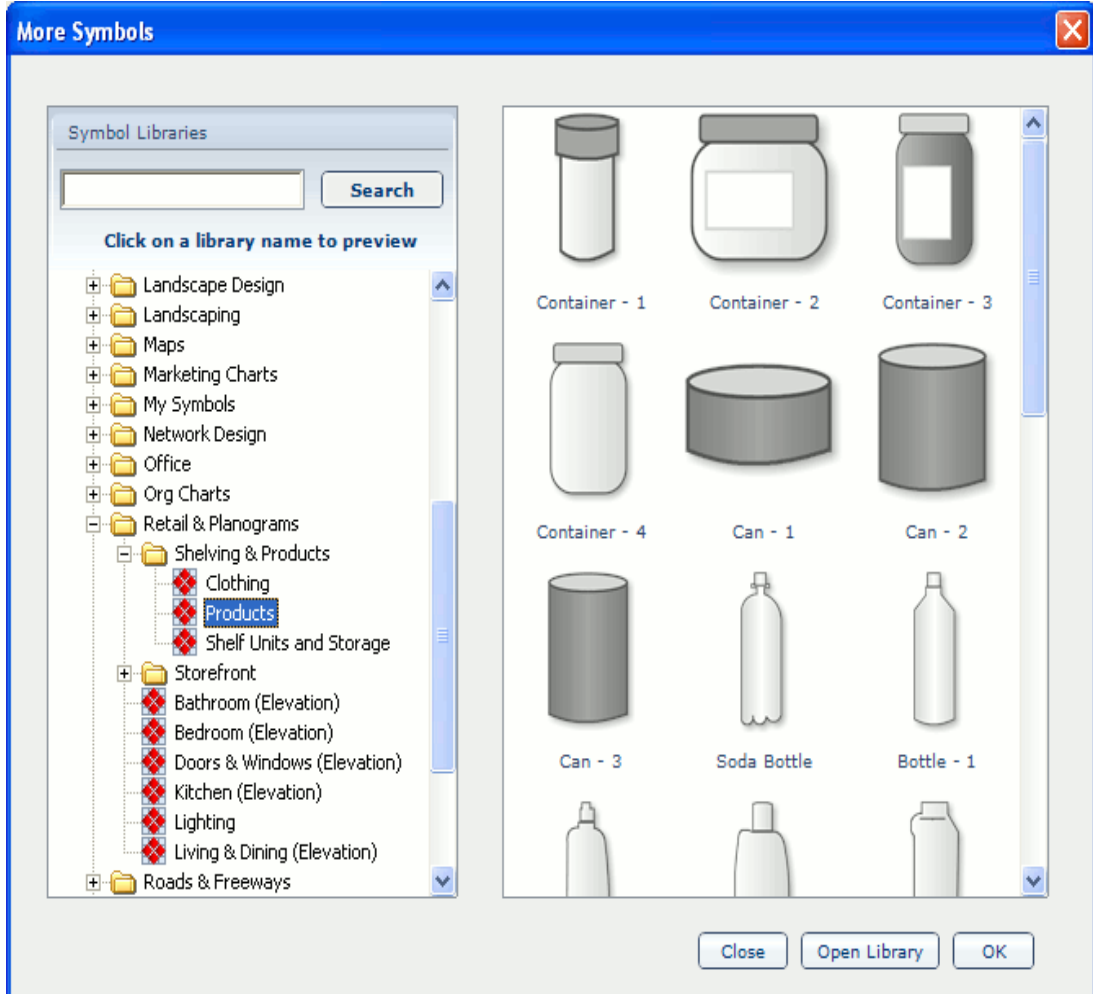 More Symbols
Symbol Libraries
Search
Click on a library name to preview
Landscape Design
Landscaping
Maps
Marketing Charts
My Symbols
Network Design
Office
Org Charts
Retail & Planograms
Shelving & Products
Clothing
Products
Shelf Units and Storage
Storefront
Bathroom (Elevation)
Bedroom (Elevation)
Doors & Windows (Elevation)
Kitchen (Elevation)
Lighting
Living & Dining (Elevation)
Roads & Freeways
Container - 1 Container - 2 Container - 3
Container - 4 Can - 1 Can - 2
Can - 3 Soda Bottle Bottle - 1
Close Open Library OK